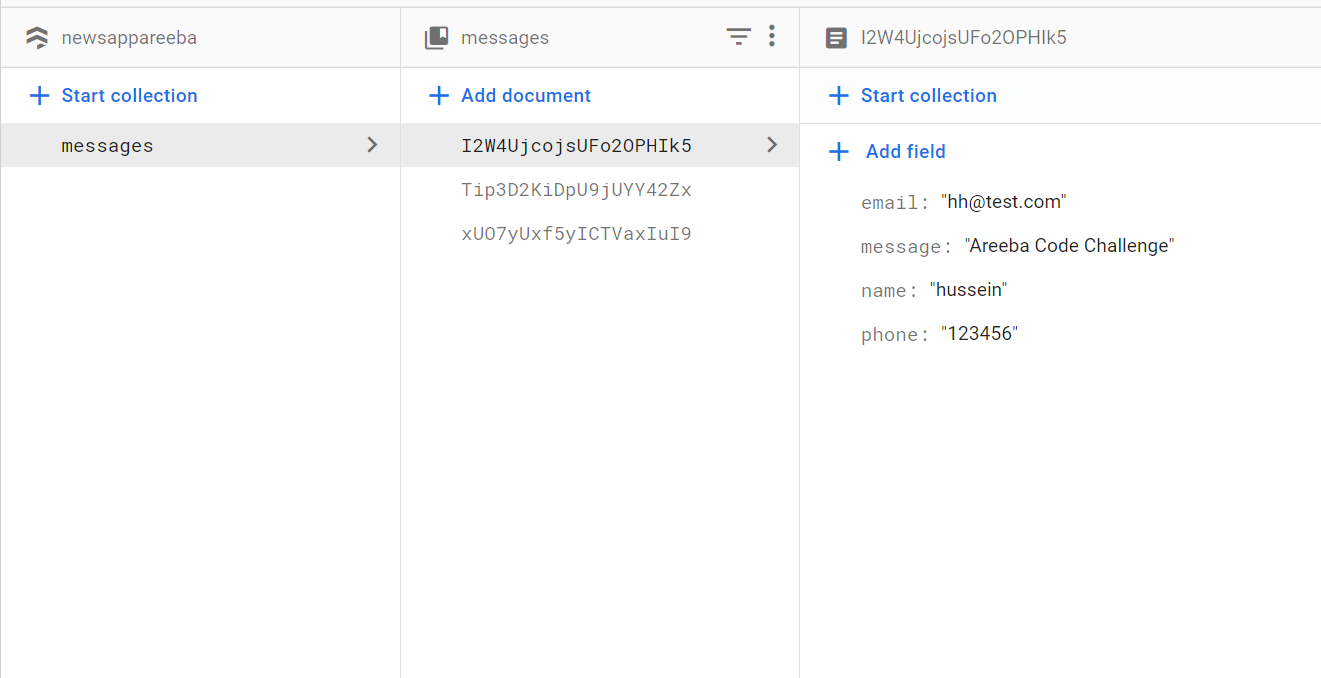 newsappareeba
Start collection
messages
messages
Add document
I2W4UjcojsUFo2OPHIk5
Tip3D2KiDpU9jUYY42Zx
xUO7yUxf5yICTVaxIuI9
I2W4UjcojsUFo2OPHIk5
Start collection
Add field
email: "hh@test.com"
message: "Areeba Code Challenge"
name: "hussein"
phone: "123456"